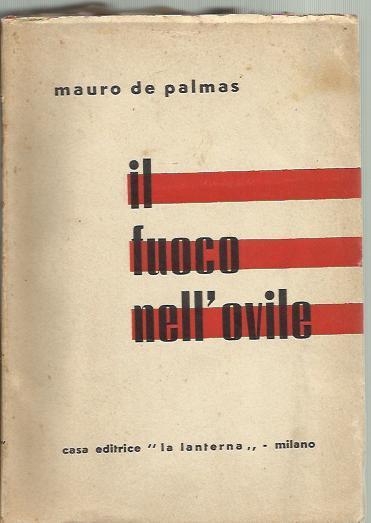 mauro de palmas
il
fuoco
nell'ovile
casa editrice "la lanterna„ - milano